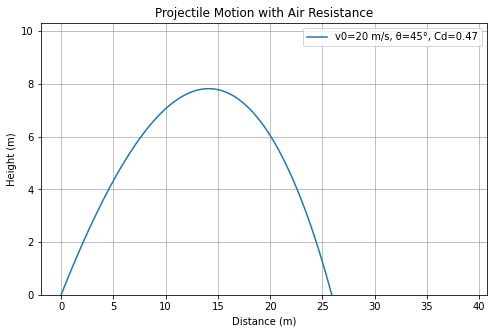 Projectile Motion with Air Resistance
v0=20 m/s, θ=45°, Cd=0.47
Height (m)
10
8
6
4
2
0
0 5 10 15 20 25 30 35 40
Distance (m)